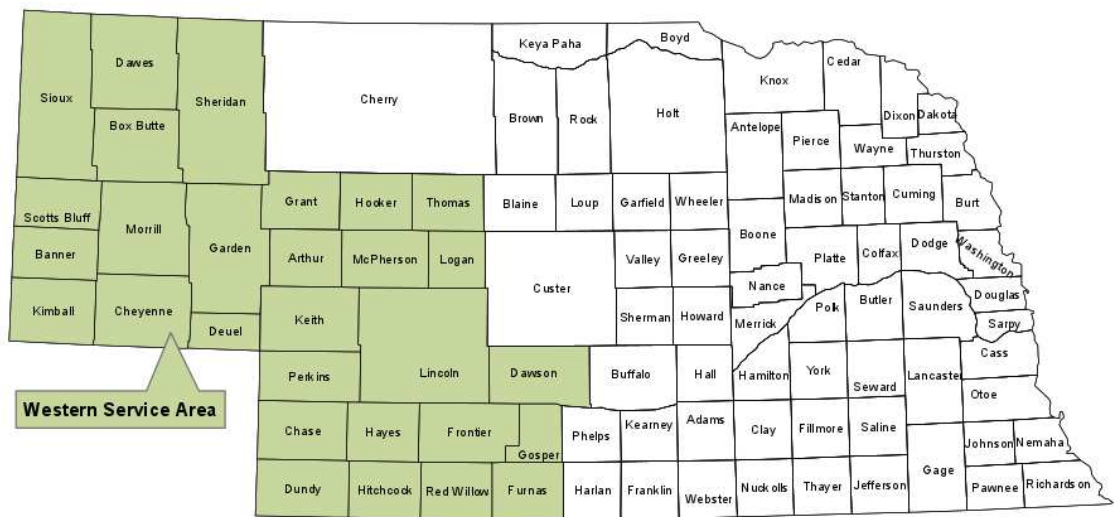 Keya Paha
Boyd
Dawes
Sioux
Sheridan
Cherry
Knox
Cedar
Box Butte
Brown
Rock
Holt
Antelope
Pierce
Dixon
Dakota
Wayne
Thurston
Scotts Bluff
Morrill
Grant
Hooker
Thomas
Blaine
Loup
Garfield
Wheeler
Madison
Stanton
Cuming
Burt
Banner
Garden
Arthur
McPherson
Logan
Custer
Valley
Greeley
Boone
Platte
Colfax
Dodge
Washington
Nance
Kimball
Cheyenne
Deuel
Keith
Sherman
Howard
Merrick
Polk
Butler
Saunders
Douglas
Sarpy
Perkins
Lincoln
Dawson
Buffalo
Hall
Hamilton
York
Seward
Lancaster
Cass
Otoe
Western Service Area
Chase
Hayes
Frontier
Gosper
Phelps
Kearney
Adams
Clay
Fillmore
Saline
Johnson
Nemaha
Gage
Dundy
Hitchcock
Red Willow
Furnas
Harlan
Franklin
Webster
Nuckolls
Thayer
Jefferson
Pawnee
Richardson